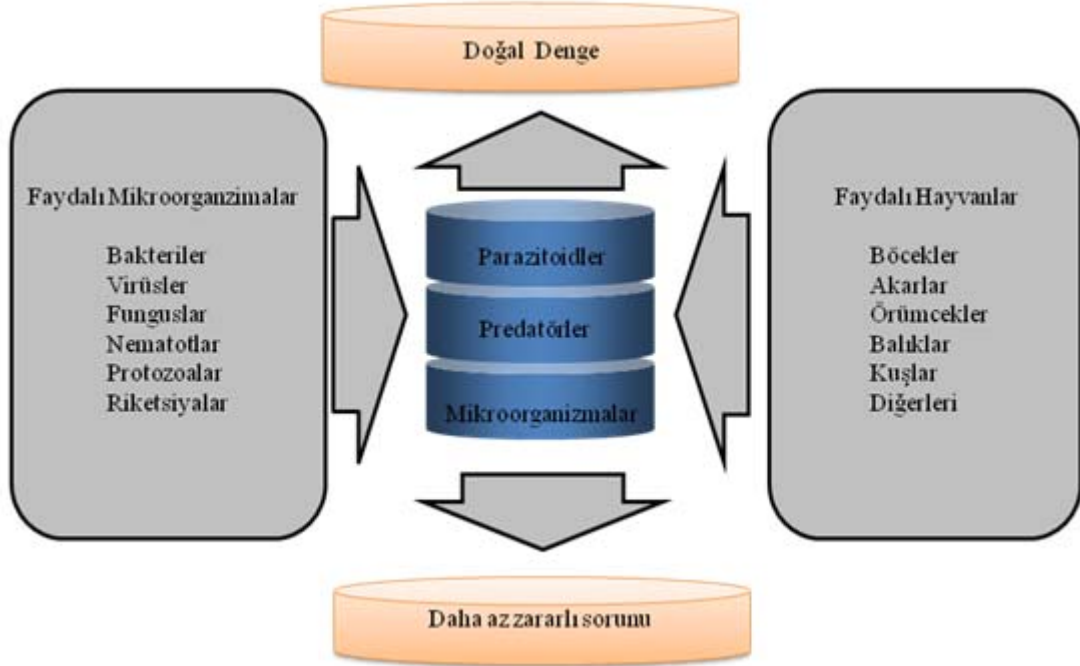 Doğal Denge
Faydalı Mikroorganzimalar
Bakteriler
Virüsler
Funguslar
Nematotlar
Protozoalar
Riketsiyalar
Parazitoidler
Predatörler
Mikroorganizmalar
Faydalı Hayvanlar
Böcekler
Akarlar
Örümcekler
Balıklar
Kuşlar
Diğerleri
Daha az zararlı sorunu